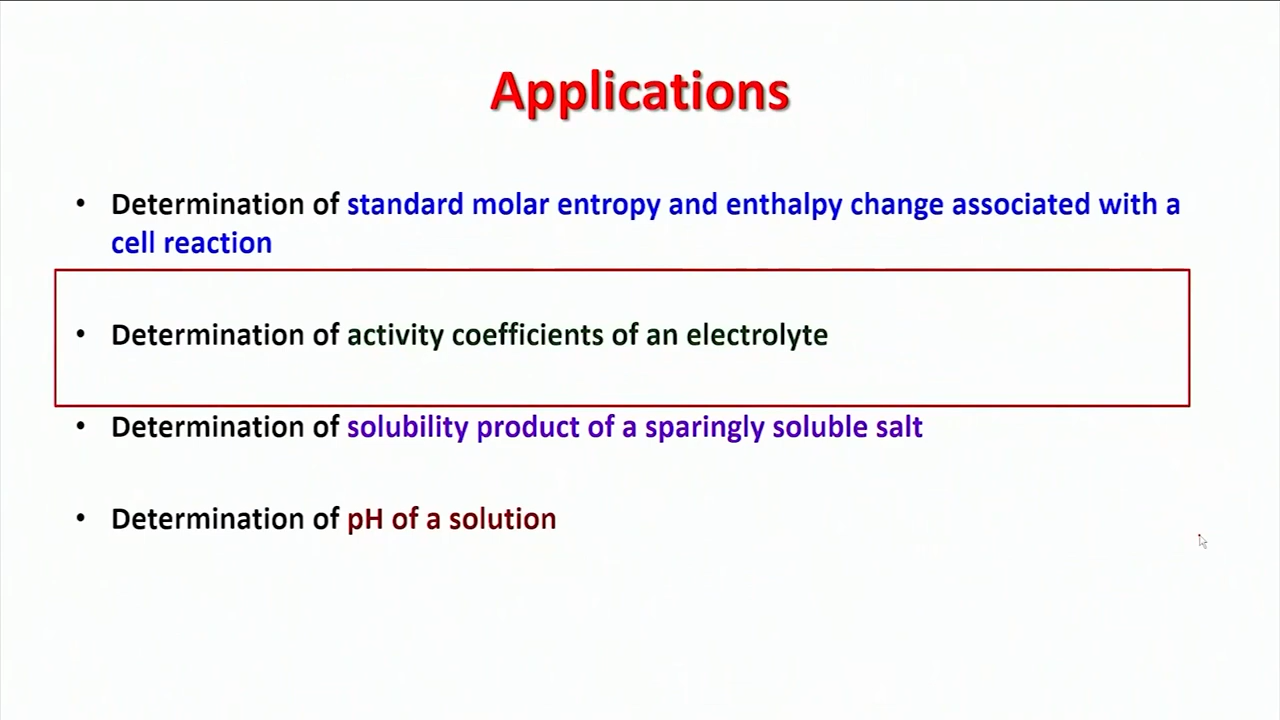 Applications
• Determination of standard molar entropy and enthalpy change associated with a
cell reaction
• Determination of activity coefficients of an electrolyte
• Determination of solubility product of a sparingly soluble salt
• Determination of pH of a solution